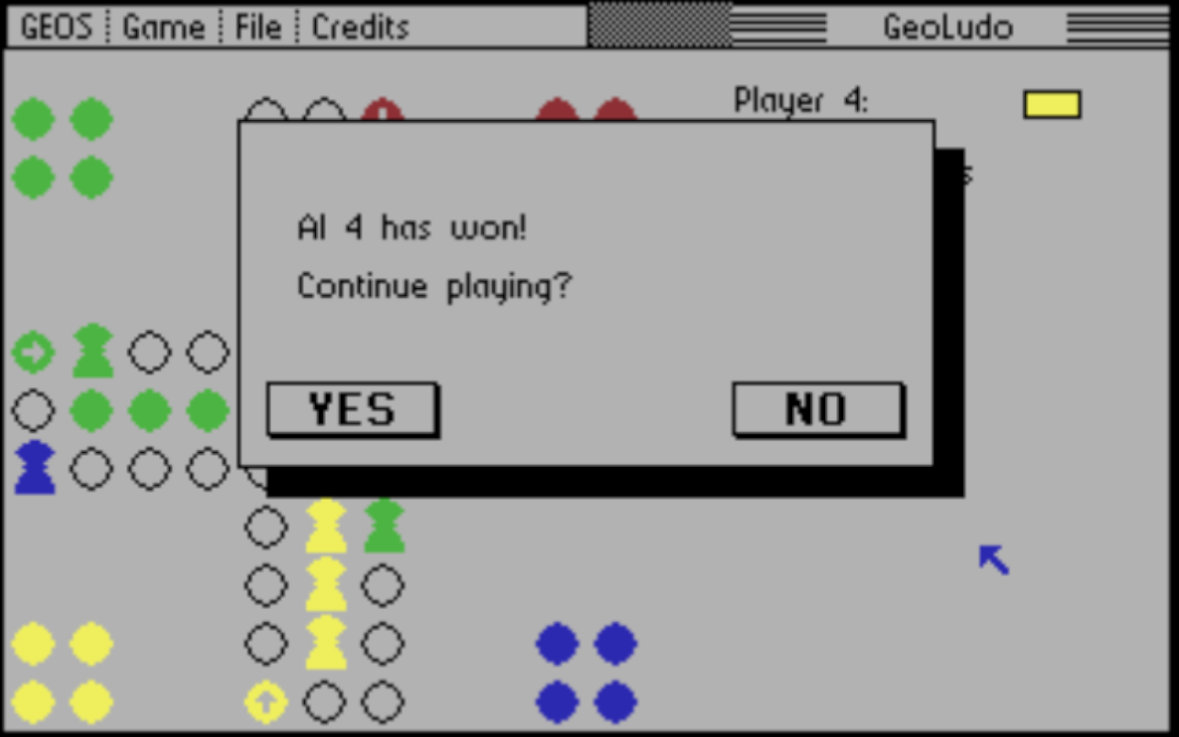 GEOS Game File Credits GeoLudo
Player 4:
AI 4 has won!
Continue playing?
YES NO